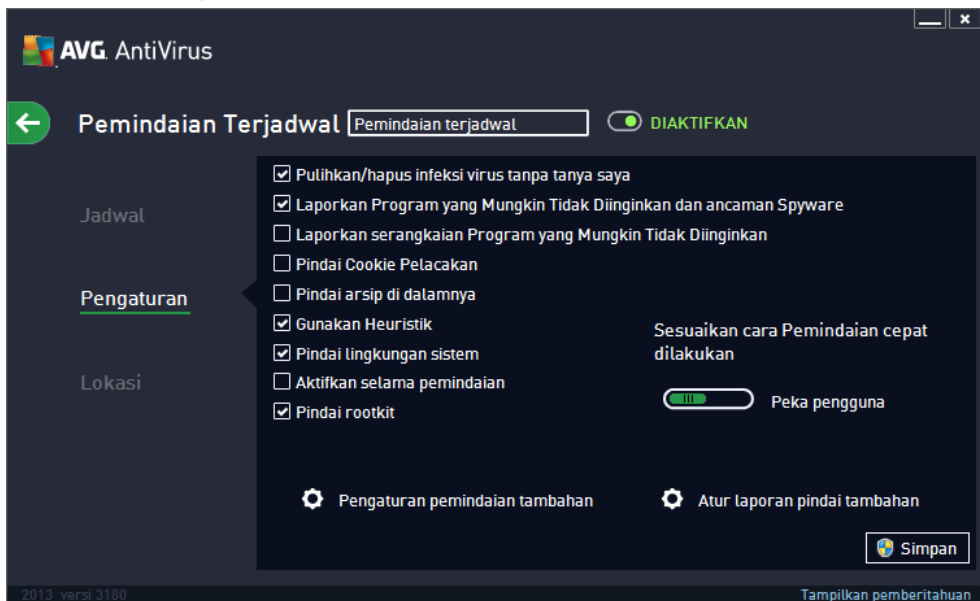 AVG. AntiVirus
Pemindaian Terjadwal
Pemindaian terjadwal
DIAKTIFKAN
Jadwal
Pengaturan
Lokasi
Pulihkan/hapus infeksi virus tanpa tanya saya
Laporkan Program yang Mungkin Tidak Diinginkan dan ancaman Spyware
Laporkan serangkaian Program yang Mungkin Tidak Diinginkan
Pindai Cookie Pelacakan
Pindai arsip di dalamnya
Gunakan Heuristik
Pindai lingkungan sistem
Aktifkan selama pemindaian
Pindai rootkit
Sesuaikan cara Pemindaian cepat
dilakukan
Peka pengguna
Pengaturan pemindaian tambahan
Atur laporan pindai tambahan
Simpan
2013 versi 3180
Tampilkan pemberitahuan